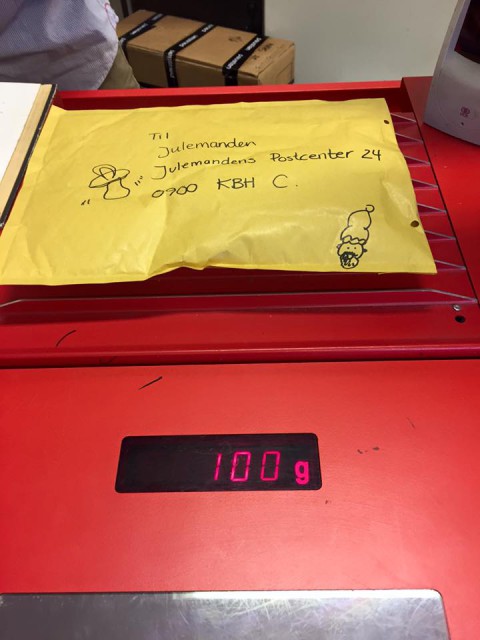 Til
Julemanden
Julemandens Postcenter 24
0900 KBH C.
100 g